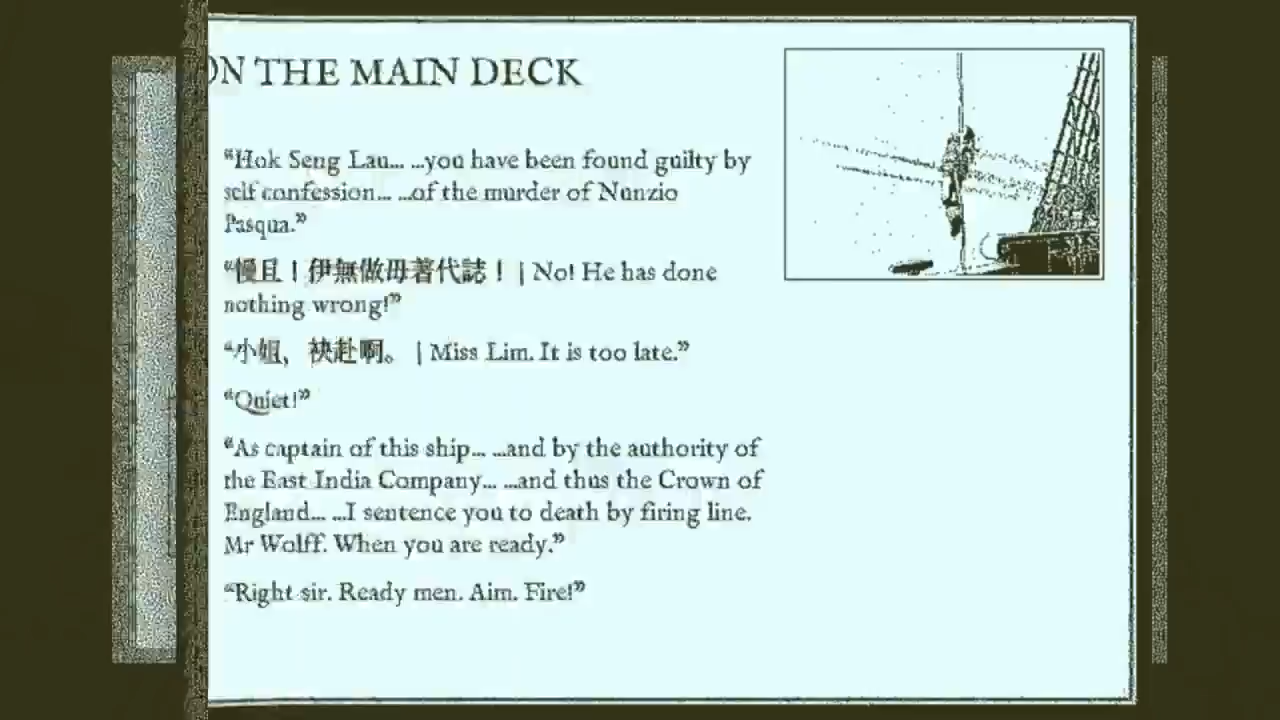 ON THE MAIN DECK
“Hok Seng Lau... ...you have been found guilty by
self confession... ...of the murder of Nunzio
Pasqua.”
“慢且！伊無做毋著代誌！ | No! He has done
nothing wrong!”
“小姐，袂赴啊。 | Miss Lim. It is too late.”
“Quiet!”
“As captain of this ship... ...and by the authority of
the East India Company... ...and thus the Crown of
England... ...I sentence you to death by firing line.
Mr Wolff. When you are ready.”
“Right sir. Ready men. Aim. Fire!”